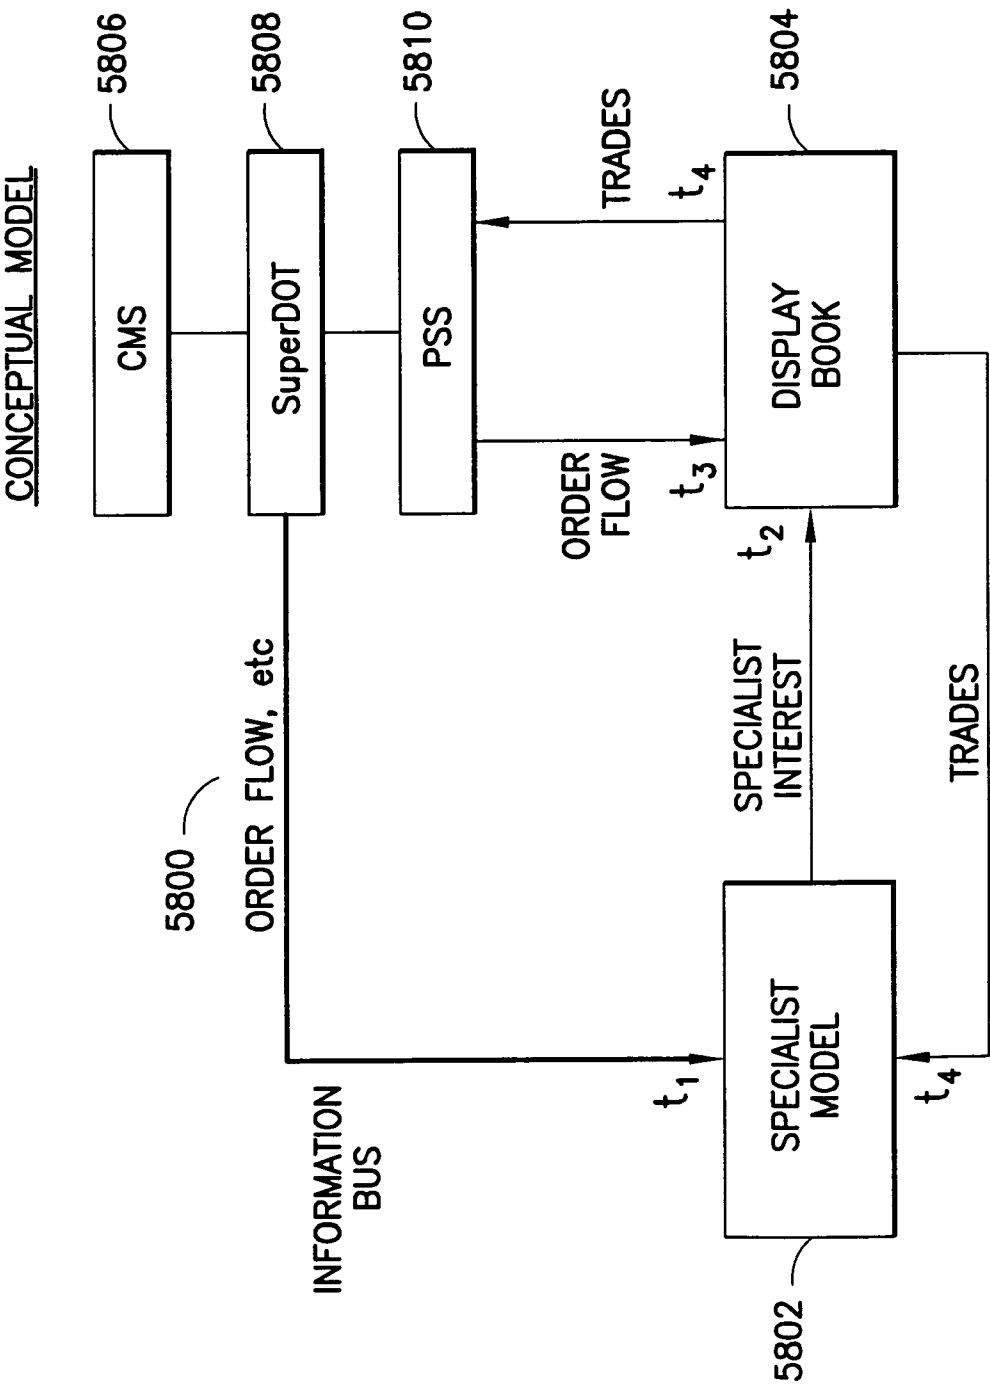 CONCEPTUAL MODEL
5800
ORDER FLOW, etc
INFORMATION
BUS
CMS
5806
SuperDOT
5808
PSS
5810
ORDER
FLOW
t3
TRADES
t4
t1
5802
SPECIALIST
MODEL
t4
SPECIALIST
INTEREST
t2
DISPLAY
BOOK
5804
TRADES